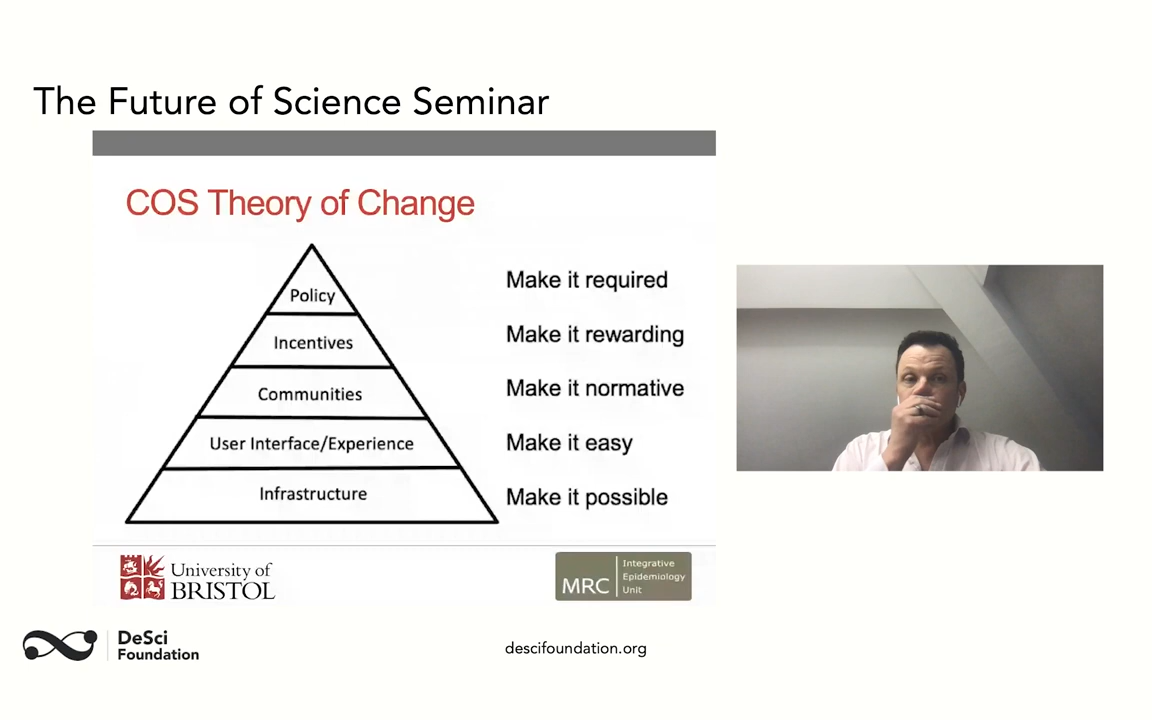 The Future of Science Seminar
COS Theory of Change
Policy
Make it required
Incentives
Make it rewarding
Communities
Make it normative
User Interface/Experience
Make it easy
Infrastructure
Make it possible
University of
BRISTOL
MRC
Integrative
Epidemiology
Unit
DeSci
Foundation
descifoundation.org